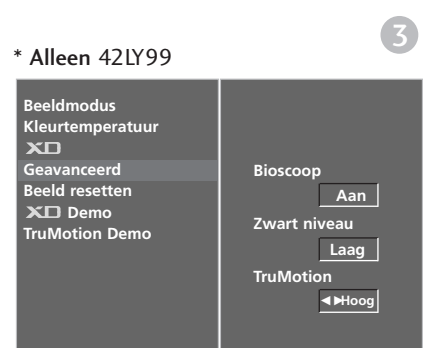 3
* Alleen 42LY99
Beeldmodus
Kleurtemperatuur
XD
Geavanceerd
Beeld resetten
XD Demo
TruMotion Demo
Bioscoop
Aan
Zwart niveau
Laag
TruMotion
◄►Hoog